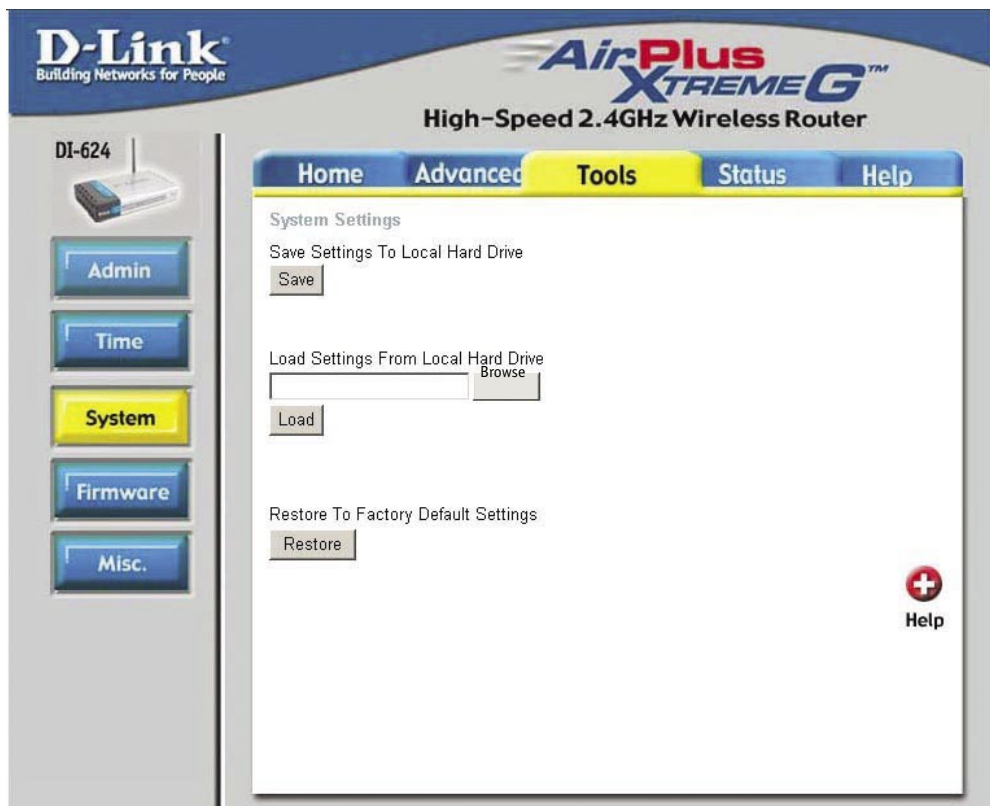 D-Link
Building Networks for People
AirPlus
XTREME G™
High-Speed 2.4GHz Wireless Router
DI-624
Home Advanced Tools Status Help
Admin
Time
System
Firmware
Misc.
System Settings
Save Settings To Local Hard Drive
Save
Load Settings From Local Hard Drive
Browse
Load
Restore To Factory Default Settings
Restore
Help